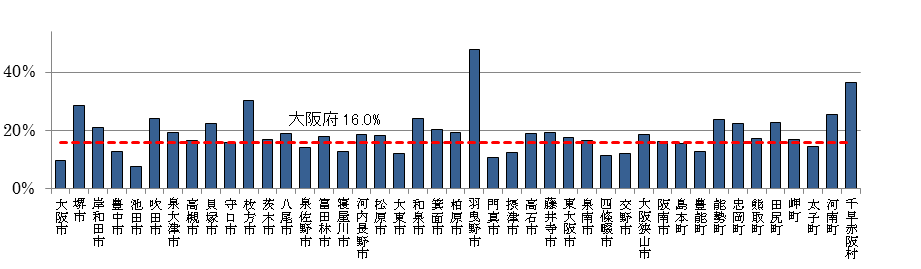 40%
20%
0%
大阪府 16.0%
大阪市
堺市
岸和田市
豊中市
池田市
吹田市
泉大津市
高槻市
貝塚市
守口市
枚方市
茨木市
八尾市
泉佐野市
富田林市
寝屋川市
河内長野市
松原市
大東市
和泉市
箕面市
柏原市
羽曳野市
門真市
摂津市
高石市
藤井寺市
東大阪市
泉南市
四條畷市
交野市
大阪狭山市
阪南市
島本町
豊能町
能勢町
忠岡町
熊取町
田尻町
岬町
太子町
河南町
千早赤阪村